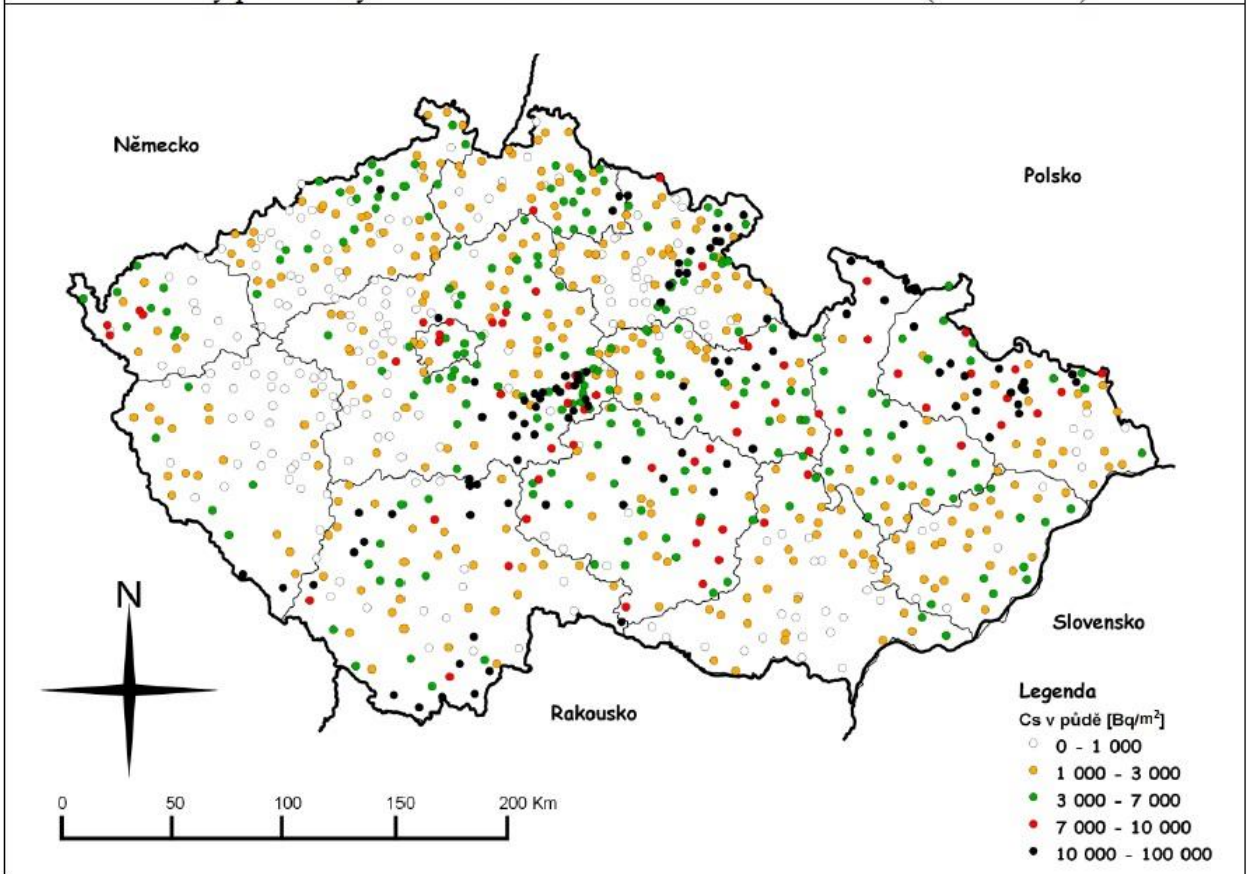 Německo
Polsko
N
Slovensko
Rakousko
Legenda
Cs v půdě [Bq/m²]
0 - 1 000
1 000 - 3 000
3 000 - 7 000
7 000 - 10 000
10 000 - 100 000
0 50 100 150 200 Km